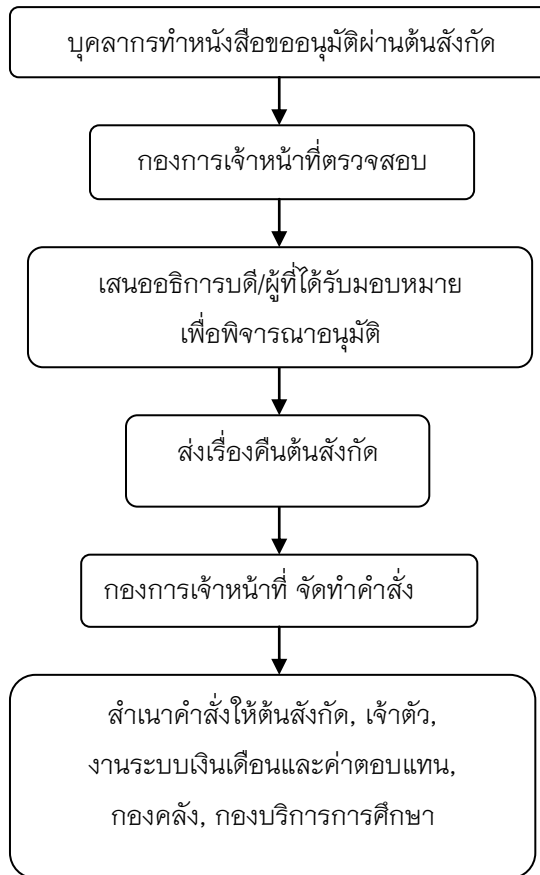 บุคลากรทำหนังสือขออนุมัติผ่านต้นสังกัด
กองการเจ้าหน้าที่ตรวจสอบ
เสนออธิการบดี/ผู้ที่ได้รับมอบหมาย
เพื่อพิจารณาอนุมัติ
ส่งเรื่องคืนต้นสังกัด
กองการเจ้าหน้าที่ จัดทำคำสั่ง
สำเนาคำสั่งให้ต้นสังกัด, เจ้าตัว,
งานระบบเงินเดือนและค่าตอบแทน,
กองคลัง, กองบริการการศึกษา